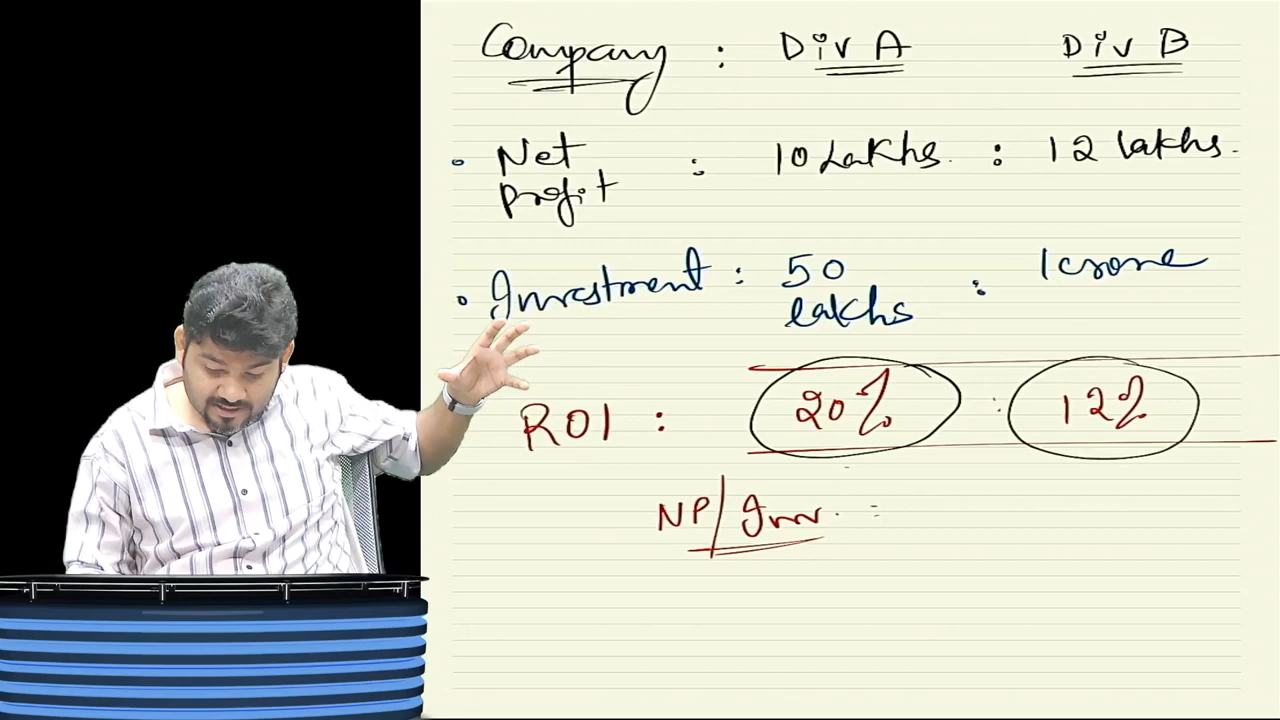 Company : Div A Div B
• Net Profit : 10 Lakhs. : 12 lakhs.
• Investment : 50 lakhs : 1 crore
ROI : 20% : 12%
NP/Inv. =